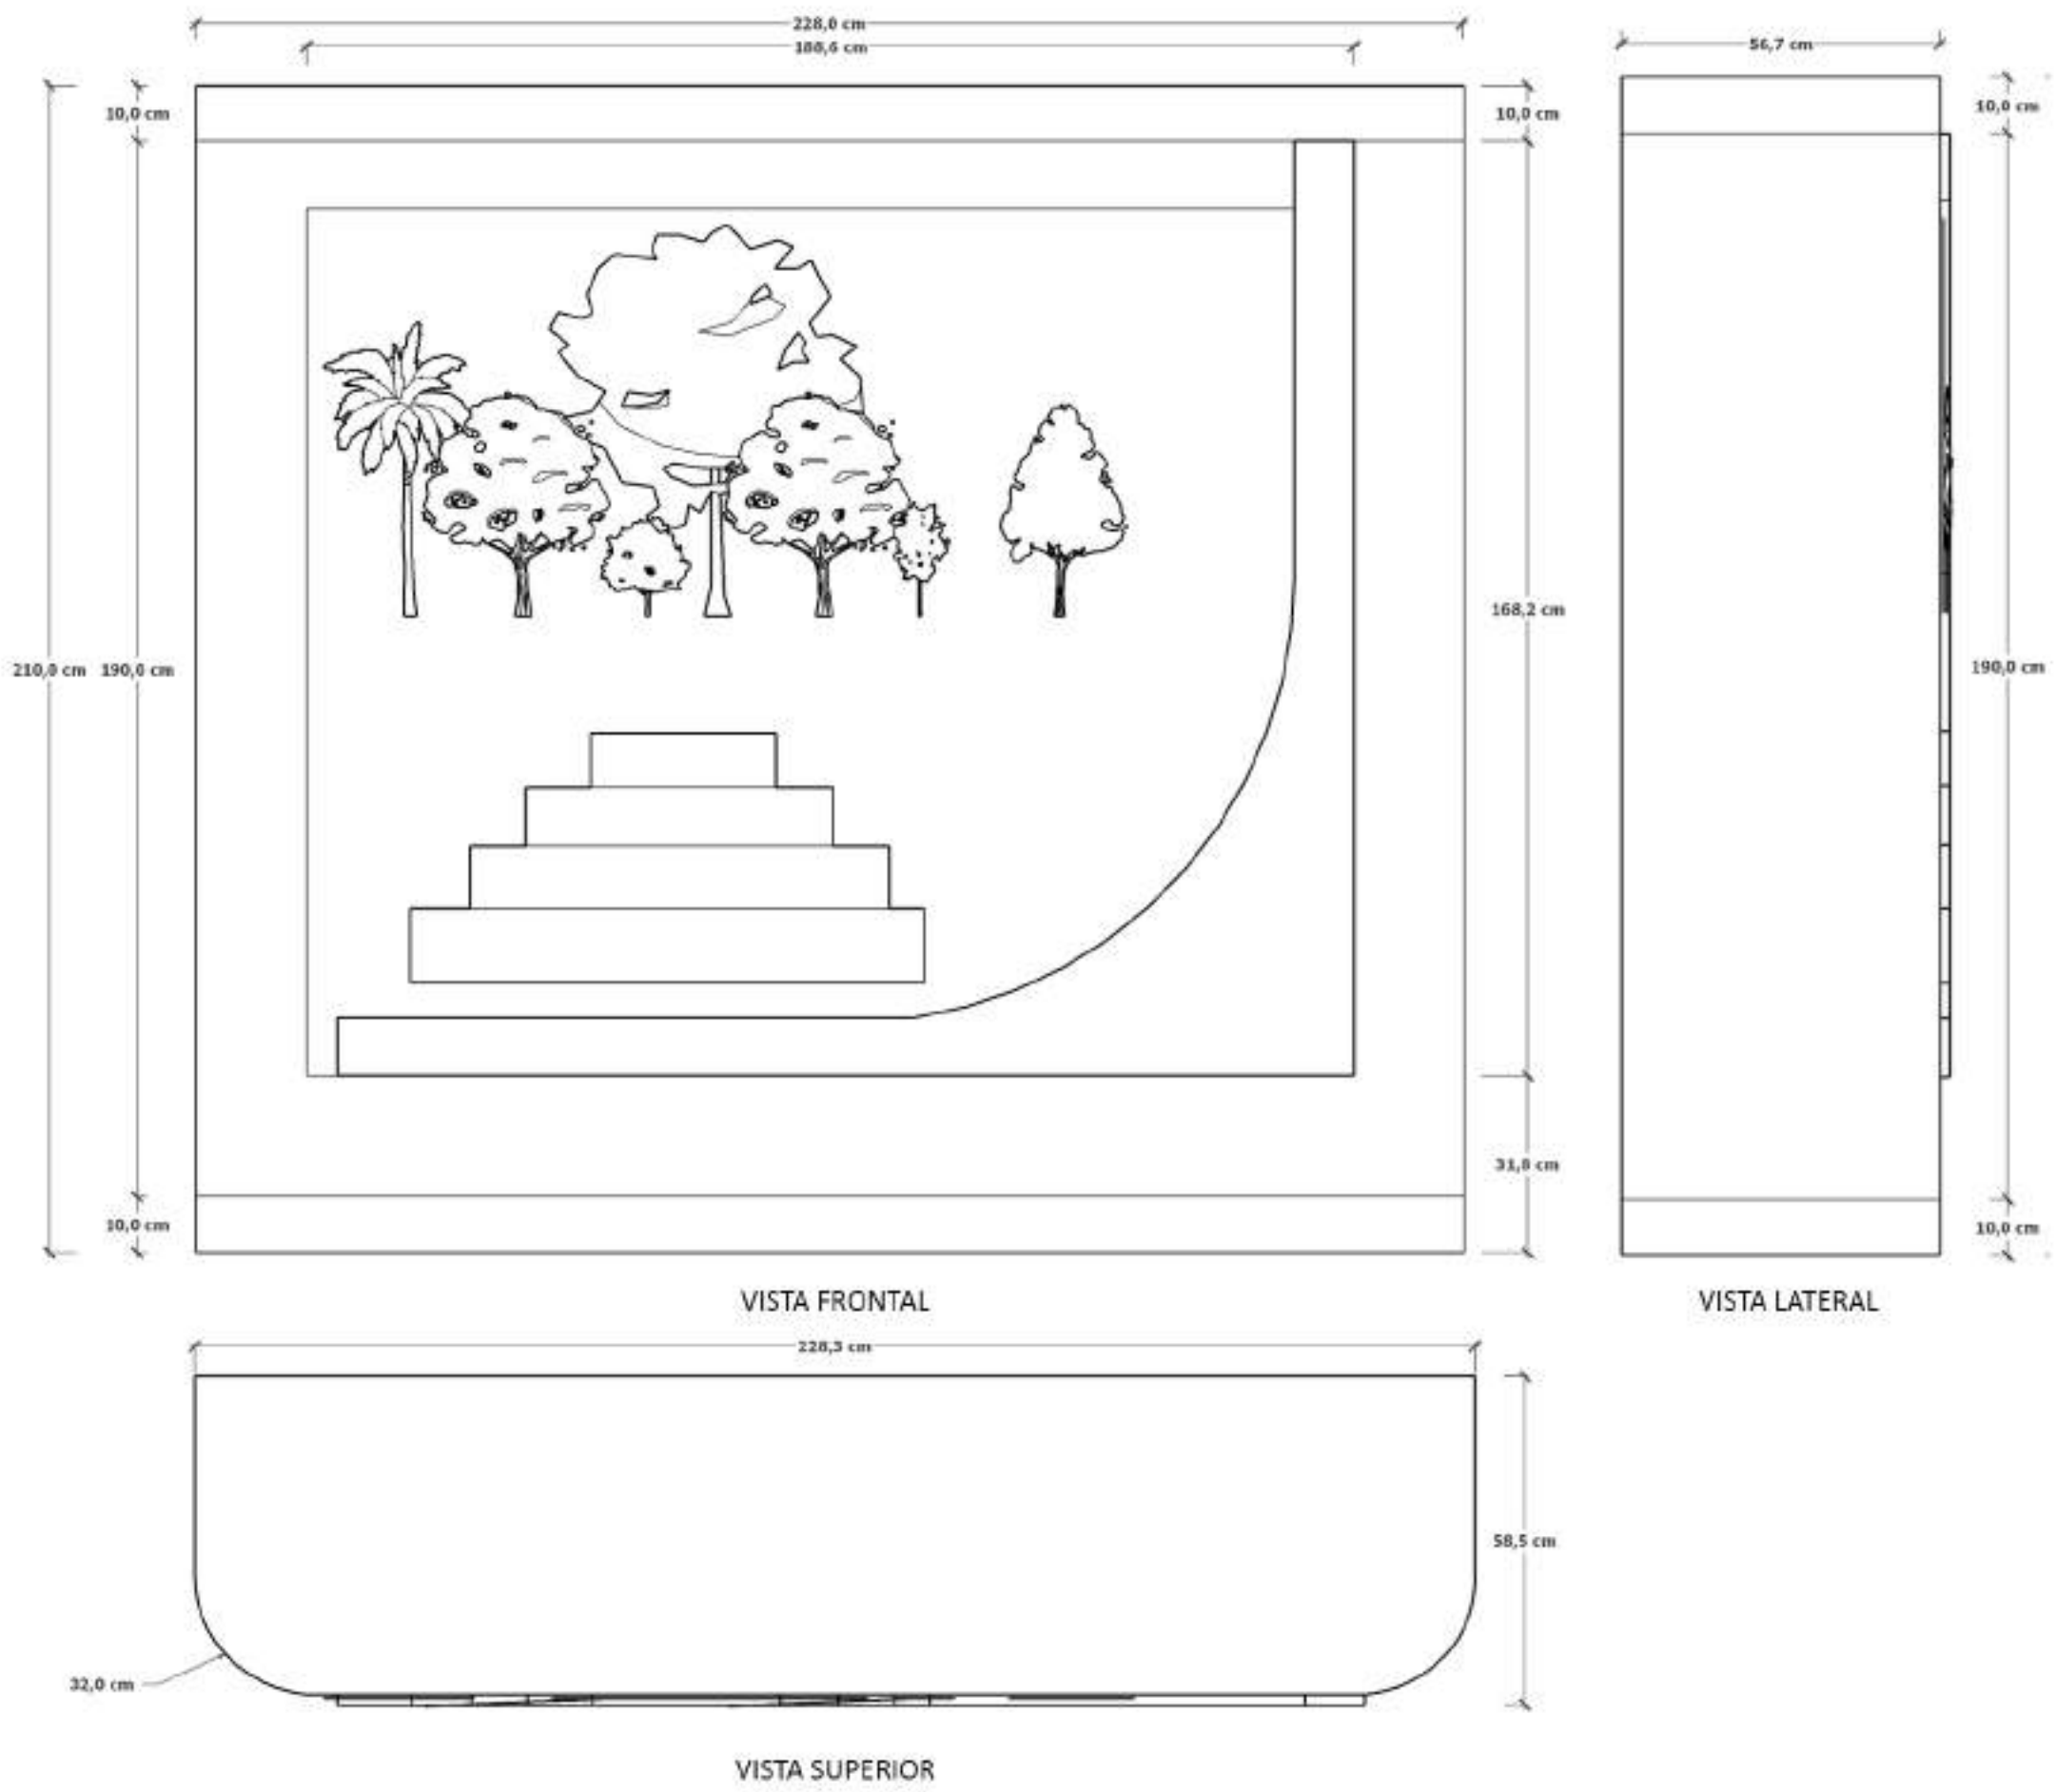 228,0 cm
188,6 cm
56,7 cm
10,0 cm
10,0 cm
10,0 cm
168,2 cm
210,0 cm
190,0 cm
190,0 cm
31,8 cm
10,0 cm
10,0 cm
VISTA FRONTAL
VISTA LATERAL
228,3 cm
58,5 cm
32,0 cm
VISTA SUPERIOR